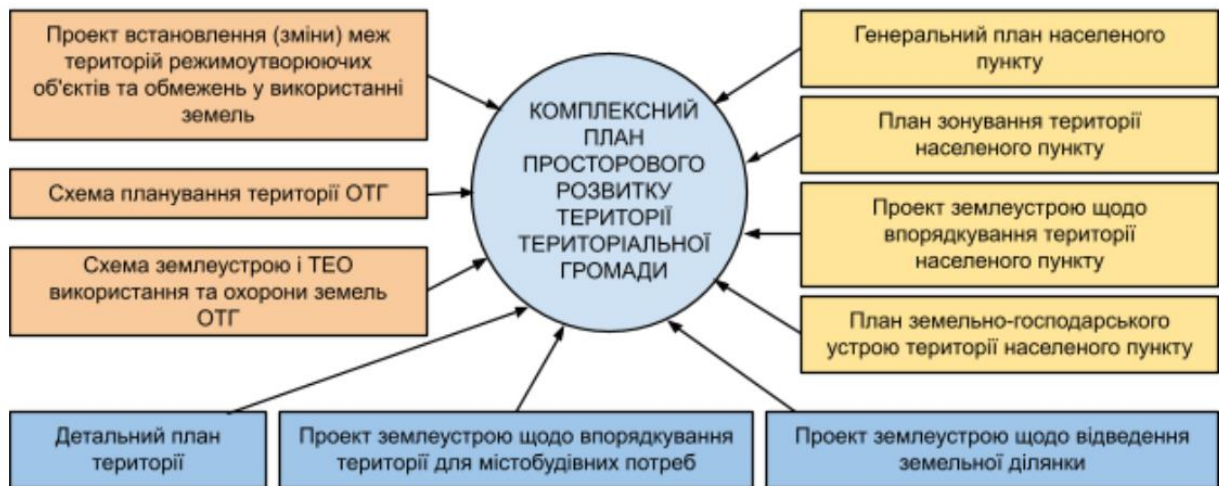 Проект встановлення (зміни) меж
територій режимоутворюючих
об'єктів та обмежень у використанні
земель
Схема планування території ОТГ
Схема землеустрою і ТЕО
використання та охорони земель
ОТГ
КОМПЛЕКСНИЙ
ПЛАН
ПРОСТОРОВОГО
РОЗВИТКУ
ТЕРИТОРІЇ
ТЕРИТОРІАЛЬНОЇ
ГРОМАДИ
Генеральний план населеного
пункту
План зонування території
населеного пункту
Проект землеустрою щодо
впорядкування території
населеного пункту
План земельно-господарського
устрою території населеного пункту
Детальний план
території
Проект землеустрою щодо впорядкування
території для містобудівних потреб
Проект землеустрою щодо відведення
земельної ділянки